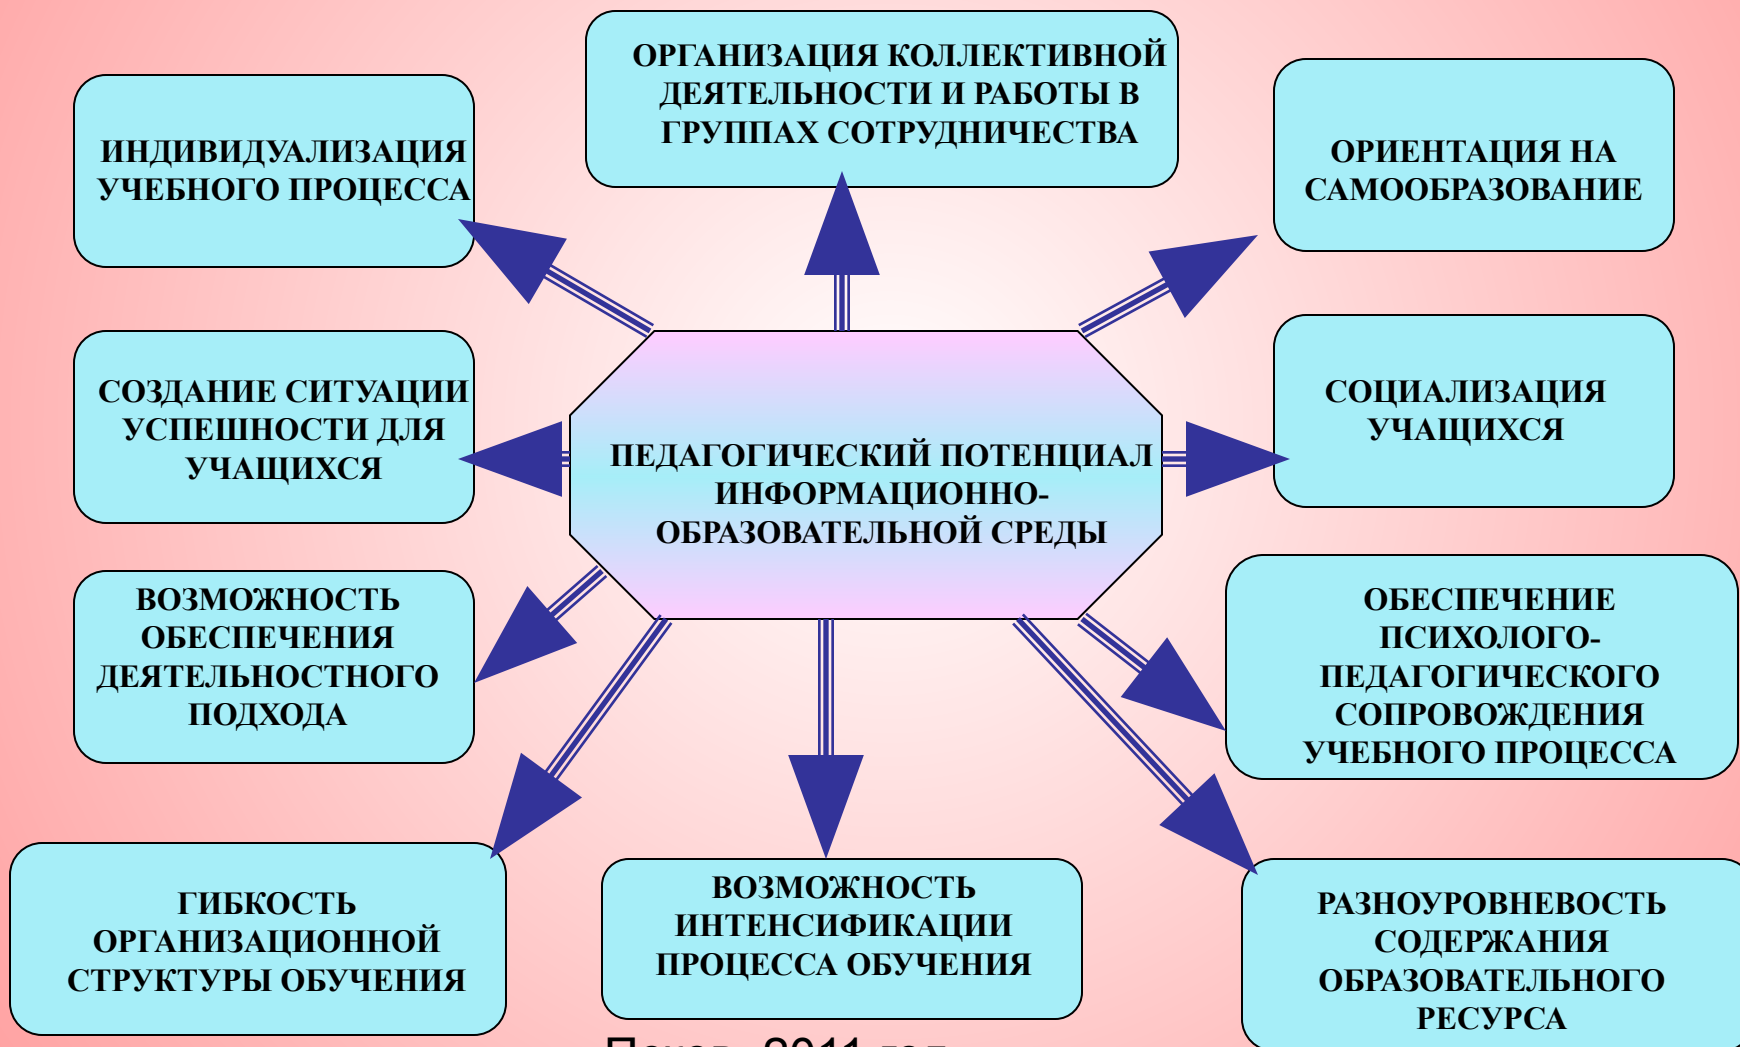 ОРГАНИЗАЦИЯ КОЛЛЕКТИВНОЙ
ДЕЯТЕЛЬНОСТИ И РАБОТЫ В
ГРУППАХ СОТРУДНИЧЕСТВА
ИНДИВИДУАЛИЗАЦИЯ
УЧЕБНОГО ПРОЦЕССА
ОРИЕНТАЦИЯ НА
САМООБРАЗОВАНИЕ
СОЗДАНИЕ СИТУАЦИИ
УСПЕШНОСТИ ДЛЯ
УЧАЩИХСЯ
ПЕДАГОГИЧЕСКИЙ ПОТЕНЦИАЛ
ИНФОРМАЦИОННО-
ОБРАЗОВАТЕЛЬНОЙ СРЕДЫ
СОЦИАЛИЗАЦИЯ
УЧАЩИХСЯ
ВОЗМОЖНОСТЬ
ОБЕСПЕЧЕНИЯ
ДЕЯТЕЛЬНОСТНОГО
ПОДХОДА
ОБЕСПЕЧЕНИЕ
ПСИХОЛОГО-
ПЕДАГОГИЧЕСКОГО
СОПРОВОЖДЕНИЯ
УЧЕБНОГО ПРОЦЕССА
ГИБКОСТЬ
ОРГАНИЗАЦИОННОЙ
СТРУКТУРЫ ОБУЧЕНИЯ
ВОЗМОЖНОСТЬ
ИНТЕНСИФИКАЦИИ
ПРОЦЕССА ОБУЧЕНИЯ
РАЗНОУРОВНЕВОСТЬ
СОДЕРЖАНИЯ
ОБРАЗОВАТЕЛЬНОГО
РЕСУРСА
2011 год